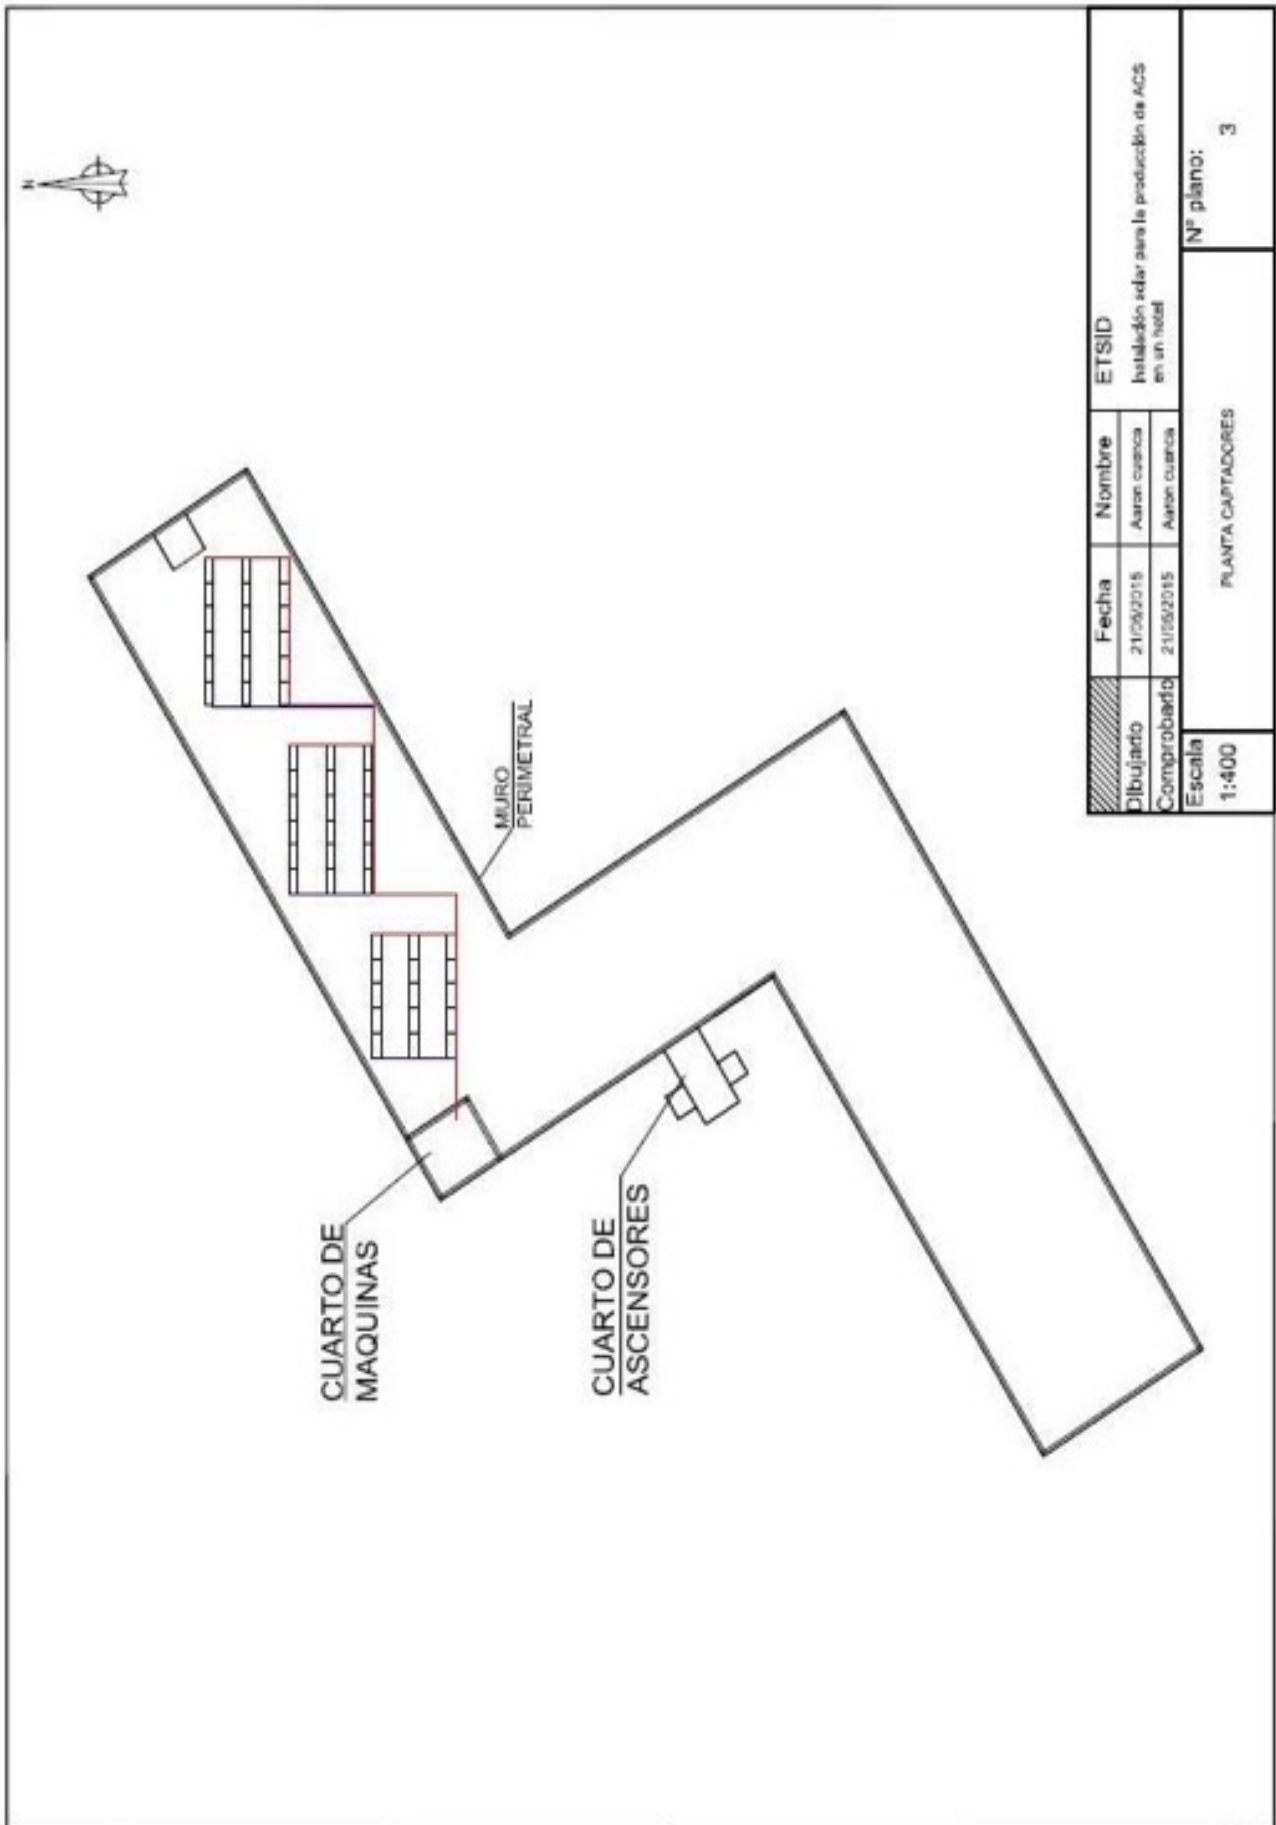 N
MURO
PERIMETRAL
CUARTO DE
MAQUINAS
CUARTO DE
ASCENSORES
Fecha Nombre ETSID
Dibujado 21/05/2015 Aaron cuenca Instalación solar para la producción de ACS
en un hotel
Comprobado 21/05/2015 Aaron cuenca
Escala
1:400
PLANTA CAPTADORES
Nº plano:
3